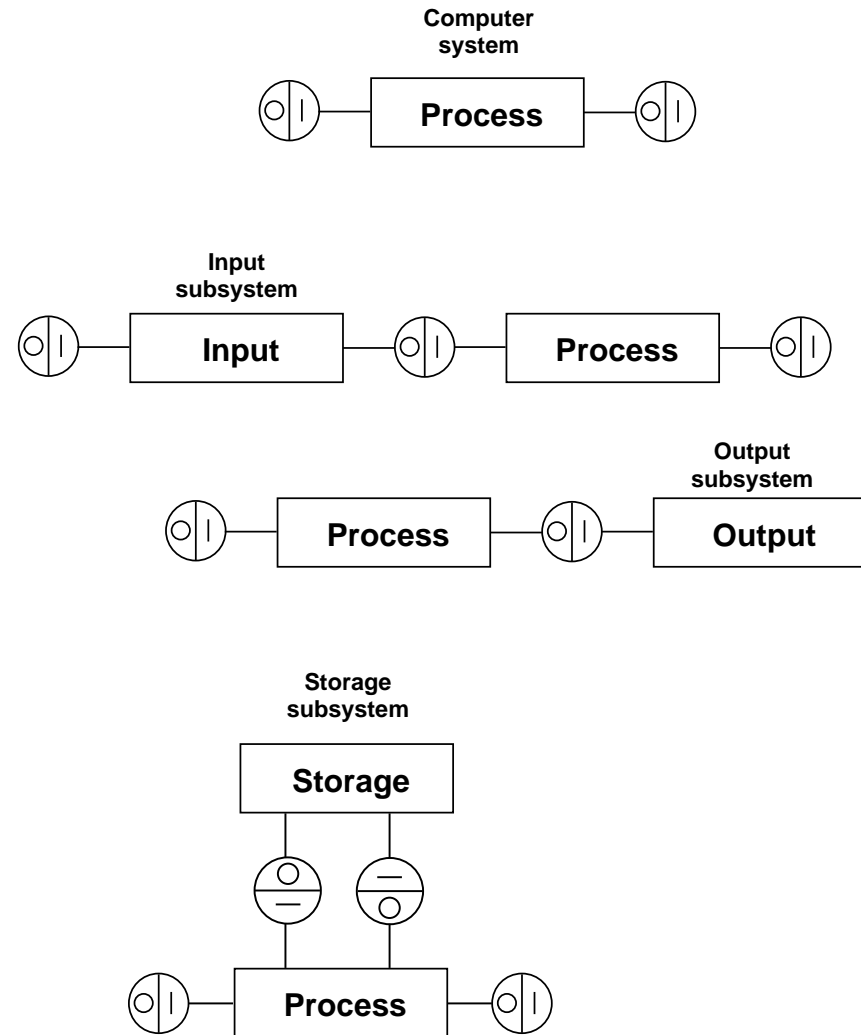 Computer
system
Process
Input
subsystem
Input
Process
Output
subsystem
Process
Output
Storage
subsystem
Storage
Process